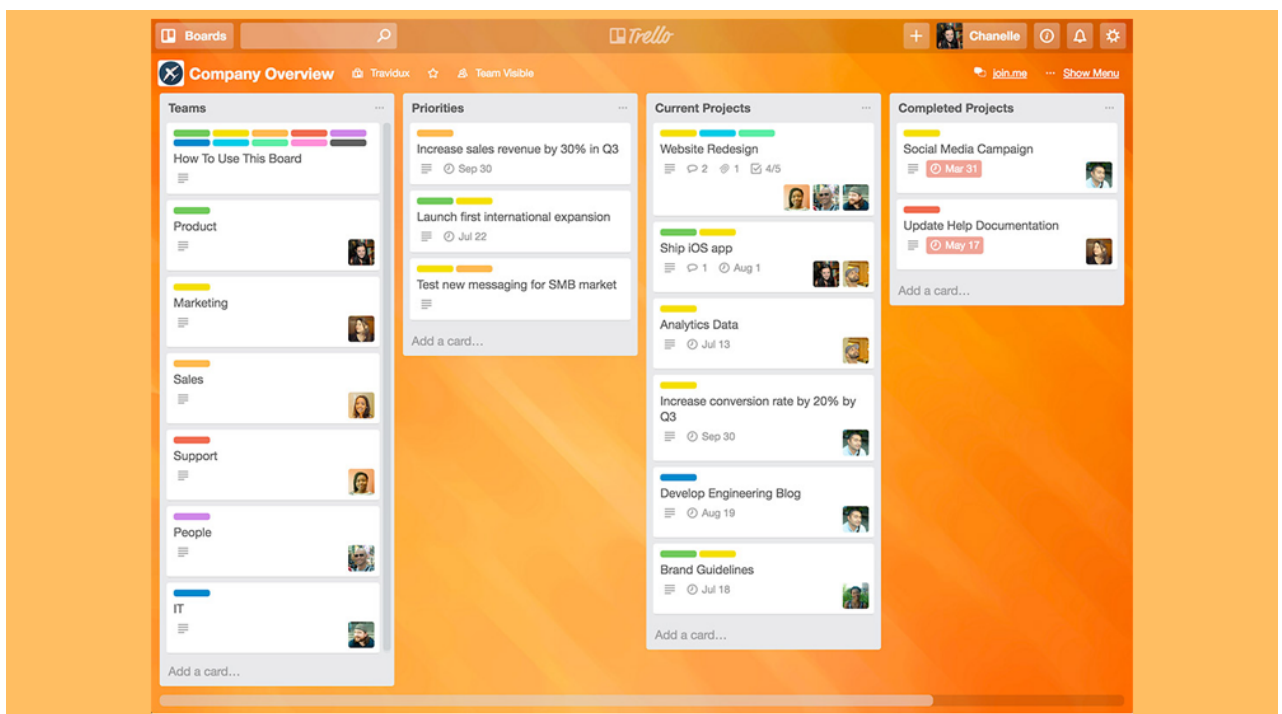 Boards
Trello
Chanelle
Company Overview
Travidux
Team Visible
join.me
Show Menu
Teams
How To Use This Board
Product
Marketing
Sales
Support
People
IT
Add a card...
Priorities
Increase sales revenue by 30% in Q3
Sep 30
Launch first international expansion
Jul 22
Test new messaging for SMB market
Add a card...
Current Projects
Website Redesign
2 1 4/5
Ship iOS app
1 Aug 1
Analytics Data
Jul 13
Increase conversion rate by 20% by
Q3
Sep 30
Develop Engineering Blog
Aug 19
Brand Guidelines
Jul 18
Add a card...
Completed Projects
Social Media Campaign
Mar 31
Update Help Documentation
May 17
Add a card...